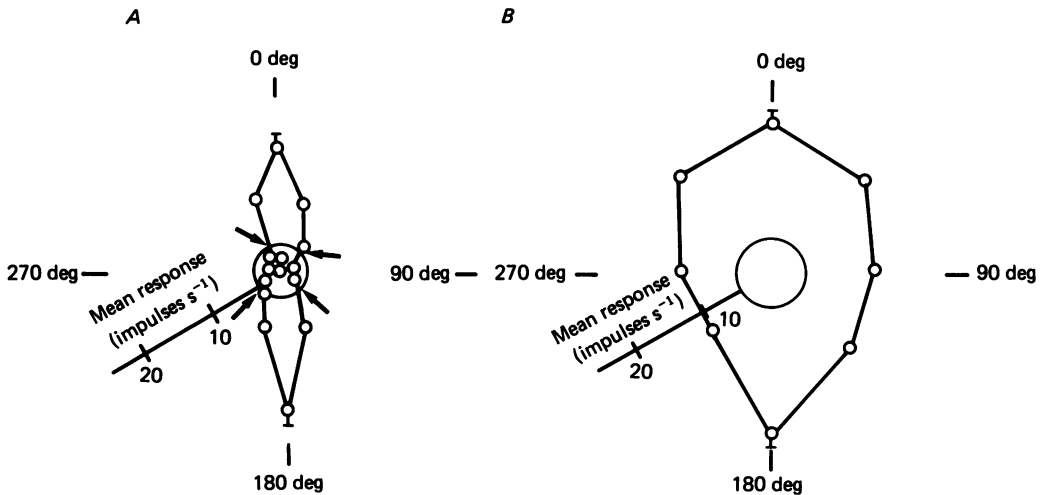 A
B
0 deg
0 deg
270 deg
90 deg
270 deg
90 deg
Mean response
(impulses s⁻¹)
10
20
Mean response
(impulses s⁻¹)
10
20
180 deg
180 deg